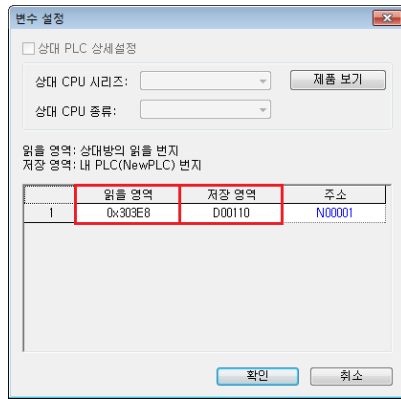 변수 설정
상대 PLC 상세설정
상대 CPU 시리즈:
제품 보기
상대 CPU 종류:
읽을 영역: 상대방의 읽을 번지
저장 영역: 내 PLC(NewPLC) 번지
읽을 영역 저장 영역 주소
1 0x303E8 D00110 N00001
확인 취소